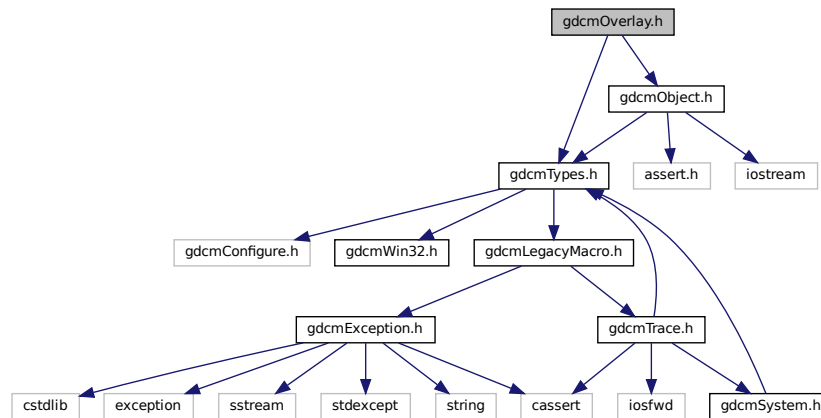 gdcmOverlay.h
gdcmObject.h
gdcmTypes.h
assert.h
iostream
gdcmConfigure.h
gdcmWin32.h
gdcmLegacyMacro.h
gdcmException.h
gdcmTrace.h
cstdlib
exception
sstream
stdexcept
string
cassert
iosfwd
gdcmSystem.h